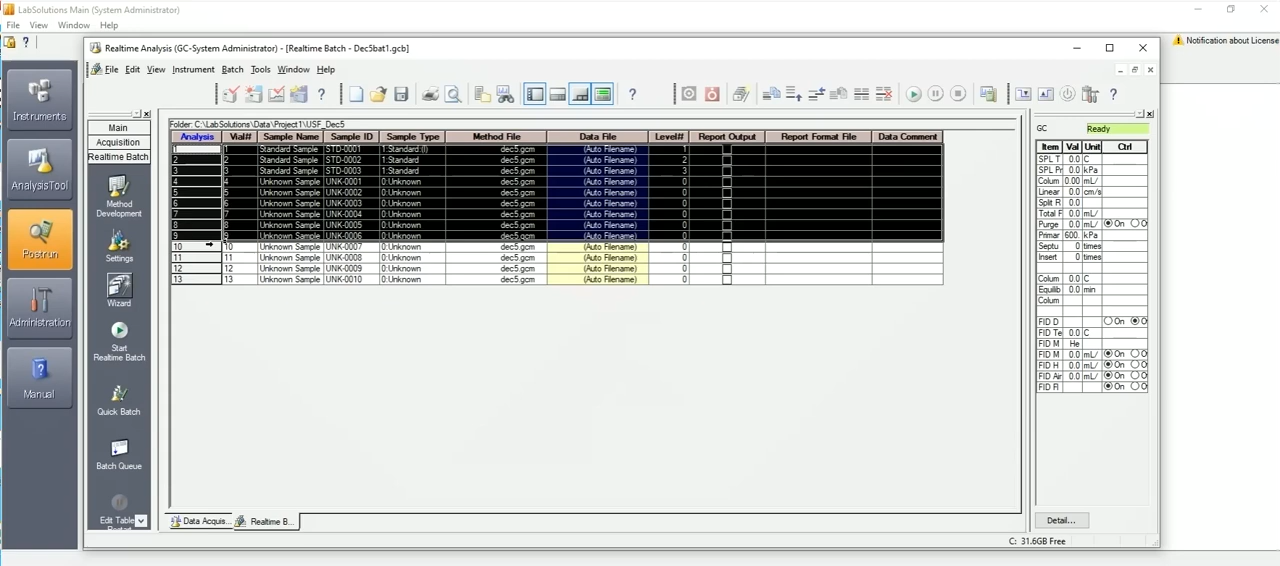 LabSolutions Main (System Administrator)
File View Window Help
Notification about License
Instruments
AnalysisTool
Postrun
Administration
Manual
Realtime Analysis (GC-System Administrator) - [Realtime Batch - Dec5bat1.gcb]
File Edit View Instrument Batch Tools Window Help
Main
Acquisition
Realtime Batch
Method
Development
Settings
Wizard
Start
Realtime Batch
Quick Batch
Batch Queue
Edit Table
Folder: C:\LabSolutions\Data\Project1\USF_Dec5
Analysis Vial# Sample Name Sample ID Sample Type Method File Data File Level# Report Output Report Format File Data Comment
1 1 Standard Sample STD-0001 1:Standard:(I) dec5.gcm (Auto Filename) 1
2 2 Standard Sample STD-0002 1:Standard dec5.gcm (Auto Filename) 2
3 3 Standard Sample STD-0003 1:Standard dec5.gcm (Auto Filename) 3
4 4 Unknown Sample UNK-0001 0:Unknown dec5.gcm (Auto Filename) 0
5 5 Unknown Sample UNK-0002 0:Unknown dec5.gcm (Auto Filename) 0
6 6 Unknown Sample UNK-0003 0:Unknown dec5.gcm (Auto Filename) 0
7 7 Unknown Sample UNK-0004 0:Unknown dec5.gcm (Auto Filename) 0
8 8 Unknown Sample UNK-0005 0:Unknown dec5.gcm (Auto Filename) 0
9 9 Unknown Sample UNK-0006 0:Unknown dec5.gcm (Auto Filename) 0
10 10 Unknown Sample UNK-0007 0:Unknown dec5.gcm (Auto Filename) 0
11 11 Unknown Sample UNK-0008 0:Unknown dec5.gcm (Auto Filename) 0
12 12 Unknown Sample UNK-0009 0:Unknown dec5.gcm (Auto Filename) 0
13 13 Unknown Sample UNK-0010 0:Unknown dec5.gcm (Auto Filename) 0
Data Acquis... Realtime B...
GC Ready
Item Val Unit Ctrl
SPL T 0.0 C
SPL Pr 0.0 kPa
Colum 0.00 mL/
Linear 0.0 cm/s
Split R 0.0
Total F 0.0 mL/
Purge 0.0 mL/ On O
Primar 600. kPa
Septu 0 times
Insert 0 times
Colum 0.0 C
Equilib 0.0 min
Colum
FID D On O
FID Te 0.0 C
FID M He
FID M 0.0 mL/ On O
FID H 0.0 mL/ On O
FID Air 0.0 mL/ On O
FID Fl On O
Detail...
C: 31.6GB Free